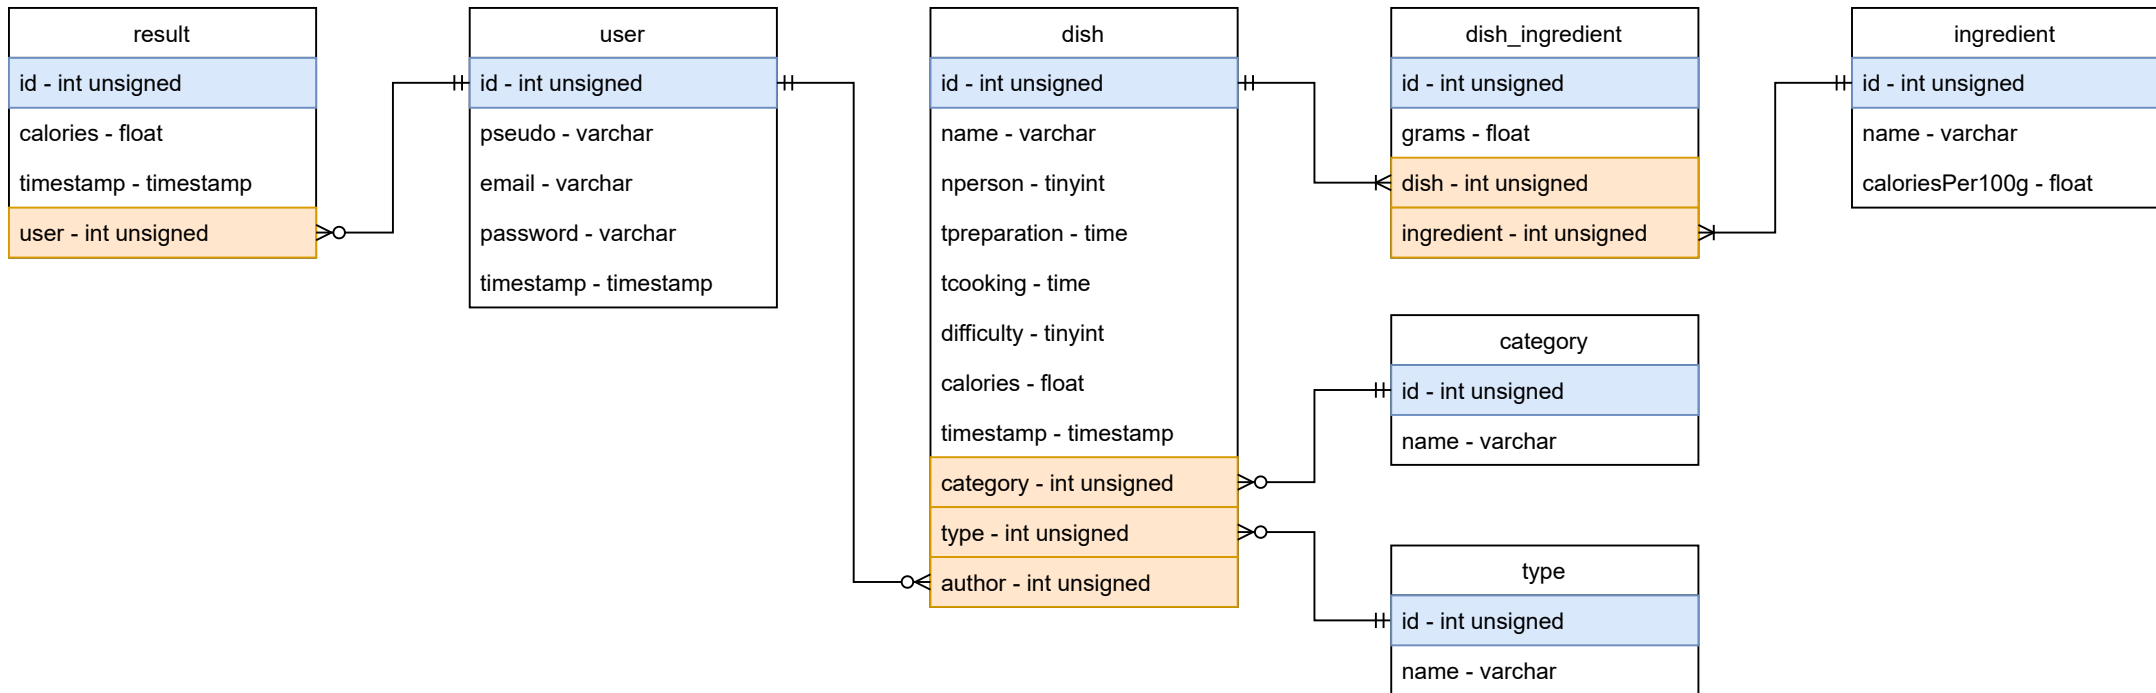 result
id - int unsigned
calories - float
timestamp - timestamp
user - int unsigned
user
id - int unsigned
pseudo - varchar
email - varchar
password - varchar
timestamp - timestamp
dish
id - int unsigned
name - varchar
nperson - tinyint
tpreparation - time
tcooking - time
difficulty - tinyint
calories - float
timestamp - timestamp
category - int unsigned
type - int unsigned
author - int unsigned
dish_ingredient
id - int unsigned
grams - float
dish - int unsigned
ingredient - int unsigned
category
id - int unsigned
name - varchar
type
id - int unsigned
name - varchar
ingredient
id - int unsigned
name - varchar
caloriesPer100g - float